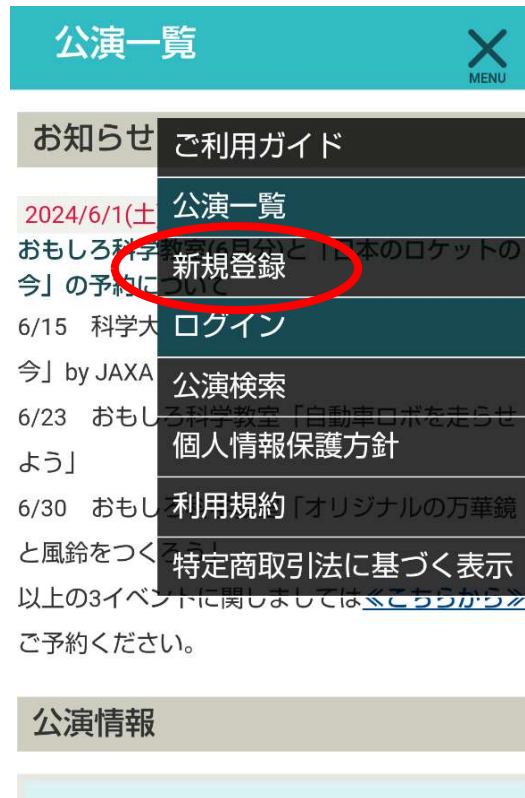 公演一覧
MENU
お知らせ
ご利用ガイド
2024/6/1(土
公演一覧
おもしろ科学教室(6月分)と「日本のロケットの
今」の予約について
新規登録
6/15 科学大
ログイン
今」by JAXA
公演検索
6/23 おもしろ科学教室「自動車ロボを走らせ
よう」
個人情報保護方針
6/30 おもし
利用規約
「オリジナルの万華鏡
と風鈴をつくろう」
特定商取引法に基づく表示
以上の3イベントに関しましては≪こちらから≫
ご予約ください。
公演情報